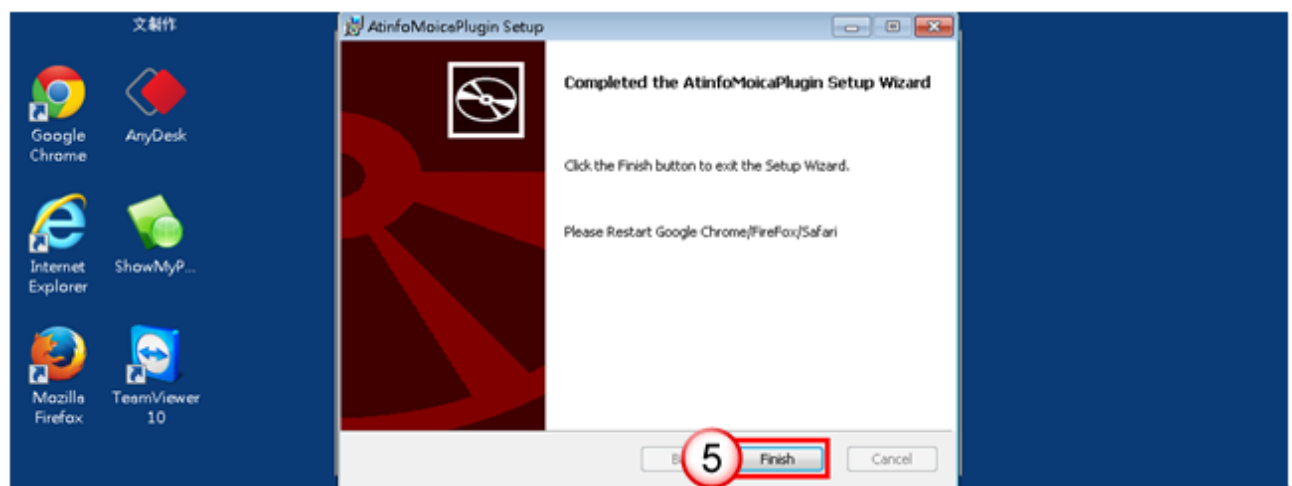 文製作
Google
Chrome
AnyDesk
Internet
Explorer
ShowMyP...
Mozilla
Firefox
TeamViewer
10
AtinfoMoicaPlugin Setup
Completed the AtinfoMoicaPlugin Setup Wizard
Click the Finish button to exit the Setup Wizard.
Please Restart Google Chrome/FireFox/Safari
5
Finish
Cancel